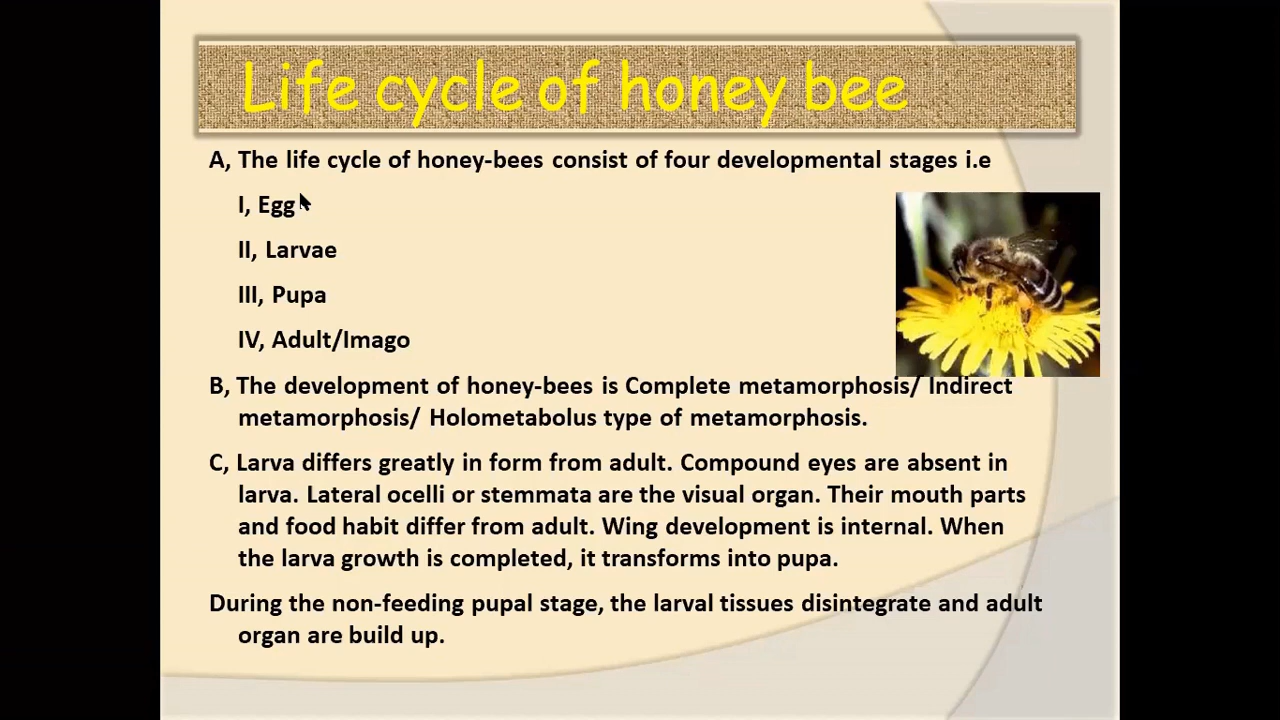 Life cycle of honey bee
A, The life cycle of honey-bees consist of four developmental stages i.e
I, Egg
II, Larvae
III, Pupa
IV, Adult/Imago
B, The development of honey-bees is Complete metamorphosis/ Indirect
metamorphosis/ Holometabolus type of metamorphosis.
C, Larva differs greatly in form from adult. Compound eyes are absent in
larva. Lateral ocelli or stemmata are the visual organ. Their mouth parts
and food habit differ from adult. Wing development is internal. When
the larva growth is completed, it transforms into pupa.
During the non-feeding pupal stage, the larval tissues disintegrate and adult
organ are build up.